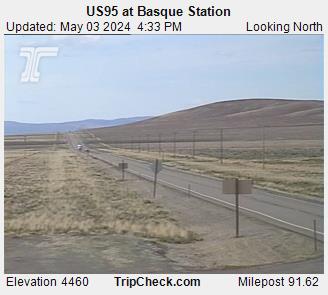 US95 at Basque Station
Updated: May 03 2024  4:33 PM Looking North
Elevation 4460 TripCheck.com Milepost 91.62